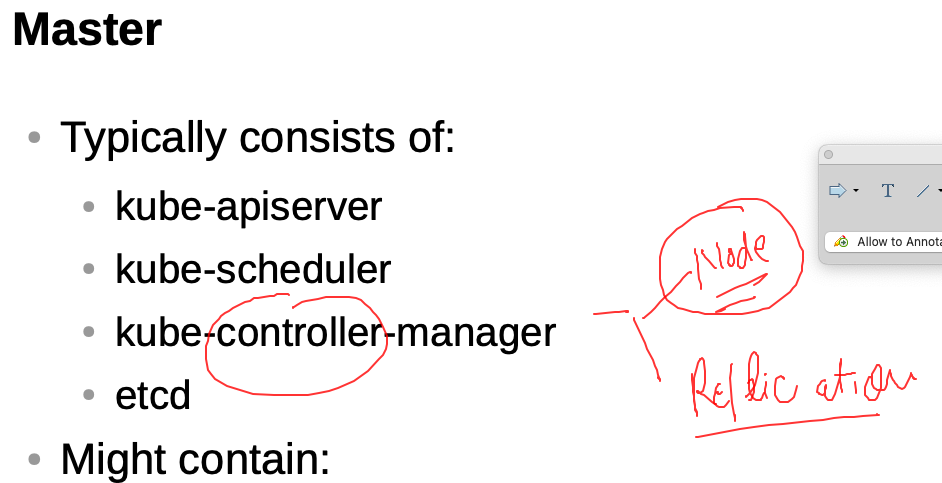 Master
Typically consists of:
kube-apiserver
kube-scheduler
kube-controller-manager
etcd
Might contain:
Node
Replication
T
Allow to Annota